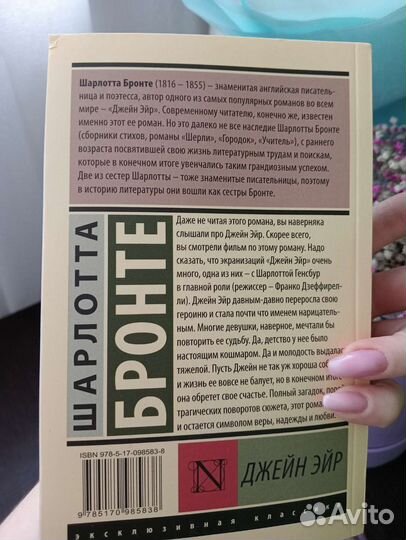 Шарлотта Бронте (1816 – 1855) – знаменитая английская писатель-
ница и поэтесса, автор одного из самых популярных романов во всем
мире – «Джейн Эйр». Современному читателю, конечно же, известен
именно этот ее роман. Но это далеко не все наследие Шарлотты Бронте
(сборники стихов, романы «Шерли», «Городок», «Учитель»), с раннего
возраста посвятившей свою жизнь литературным трудам и поискам,
которые в конечном итоге увенчались таким грандиозным успехом.
Две из сестер Шарлотты – тоже знаменитые писательницы, поэтому
в историю литературы они вошли как сестры Бронте.
ШАРЛОТТА
БРОНТЕ
Даже не читая этого романа, вы наверняка
слышали про Джейн Эйр. Скорее всего,
вы смотрели фильм по этому роману. Надо
сказать, что экранизаций «Джейн Эйр» очень
много, одна из них – с Шарлоттой Генсбур
в главной роли (режиссер – Франко Дзеффирел-
ли). Джейн Эйр давным-давно переросла свою
героиню и стала почти что именем нарицатель-
ным. Многие девушки, наверное, мечтали бы
повторить ее судьбу. Да, детство у нее было
настоящим кошмаром. Да и молодость выдалась
тяжелой. Пусть Джейн не так уж хороша
и жизнь ее вовсе не балует, но в конечном
она обретет свое счастье. Полный загадок,
трагических поворотов сюжета, этот
и остается символом веры, надежды и любви.
ISBN 978-5-17-098583-8
9785170985838
N
ДЖЕЙН ЭЙР
эксклюзивная
Avito